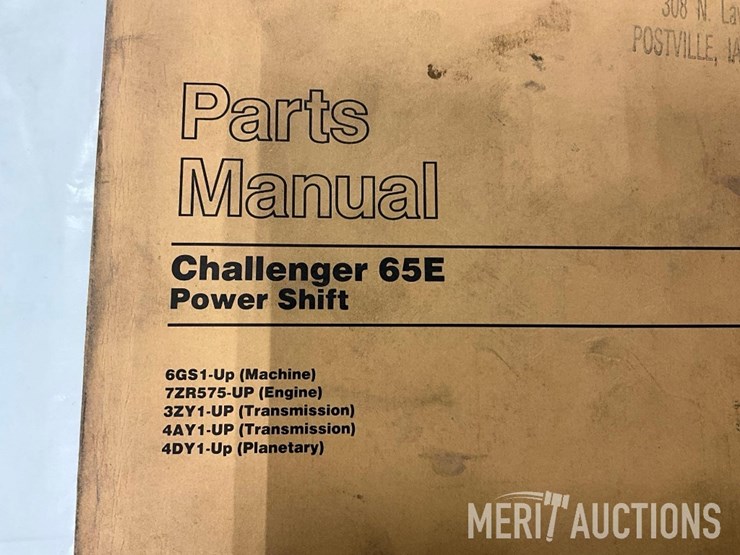 308 N.
POSTVILLE, IA
Parts
Manual
Challenger 65E
Power Shift
6GS1-Up (Machine)
7ZR575-UP (Engine)
3ZY1-UP (Transmission)
4AY1-UP (Transmission)
4DY1-Up (Planetary)
MERIT AUCTIONS